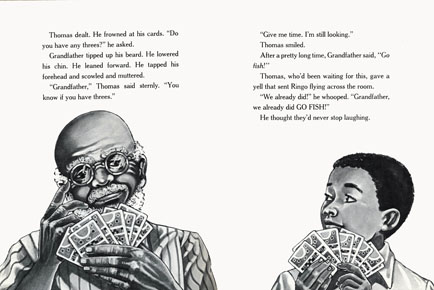 Thomas dealt. He frowned at his cards. “Do
you have any threes?” he asked.
Grandfather tipped up his beard. He lowered
his chin. He leaned forward. He tapped his
forehead and scowled and muttered.
“Grandfather,” Thomas said sternly. “You
know if you have threes.”
“Give me time. I’m still looking.”
Thomas smiled.
After a pretty long time, Grandfather said, “Go
fish!”
Thomas, who’d been waiting for this, gave a
yell that sent Ringo flying across the room.
“We already did!” he whooped. “Grandfather,
we already did GO FISH!”
He thought they’d never stop laughing.